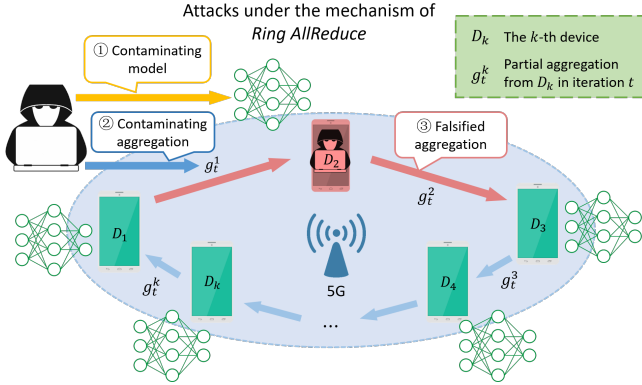 Attacks under the mechanism of
Ring AllReduce
① Contaminating
model
D_k The k-th device
g_t^k Partial aggregation
from D_k in iteration t
② Contaminating
aggregation
g_t^1
D_2
③ Falsified
aggregation
g_t^2
D_1
D_3
g_t^k
D_k
5G
D_4
g_t^3
...